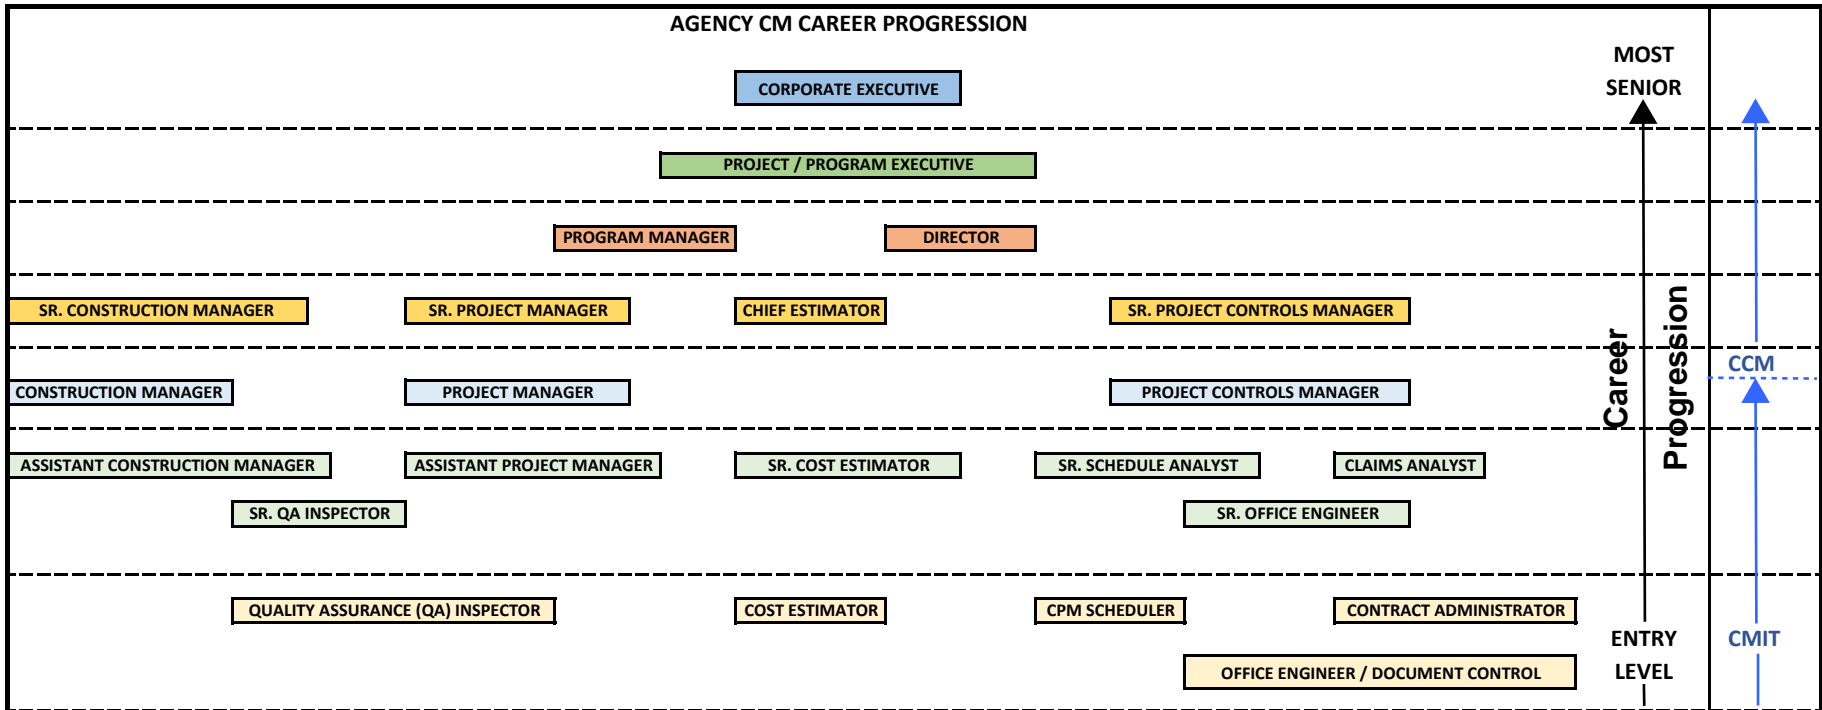 AGENCY CM CAREER PROGRESSION
MOST
SENIOR
CORPORATE EXECUTIVE
PROJECT / PROGRAM EXECUTIVE
PROGRAM MANAGER
DIRECTOR
SR. CONSTRUCTION MANAGER
SR. PROJECT MANAGER
CHIEF ESTIMATOR
SR. PROJECT CONTROLS MANAGER
Career
Progression
CCM
CONSTRUCTION MANAGER
PROJECT MANAGER
PROJECT CONTROLS MANAGER
ASSISTANT CONSTRUCTION MANAGER
ASSISTANT PROJECT MANAGER
SR. COST ESTIMATOR
SR. SCHEDULE ANALYST
CLAIMS ANALYST
SR. QA INSPECTOR
SR. OFFICE ENGINEER
QUALITY ASSURANCE (QA) INSPECTOR
COST ESTIMATOR
CPM SCHEDULER
CONTRACT ADMINISTRATOR
ENTRY
LEVEL
CMIT
OFFICE ENGINEER / DOCUMENT CONTROL